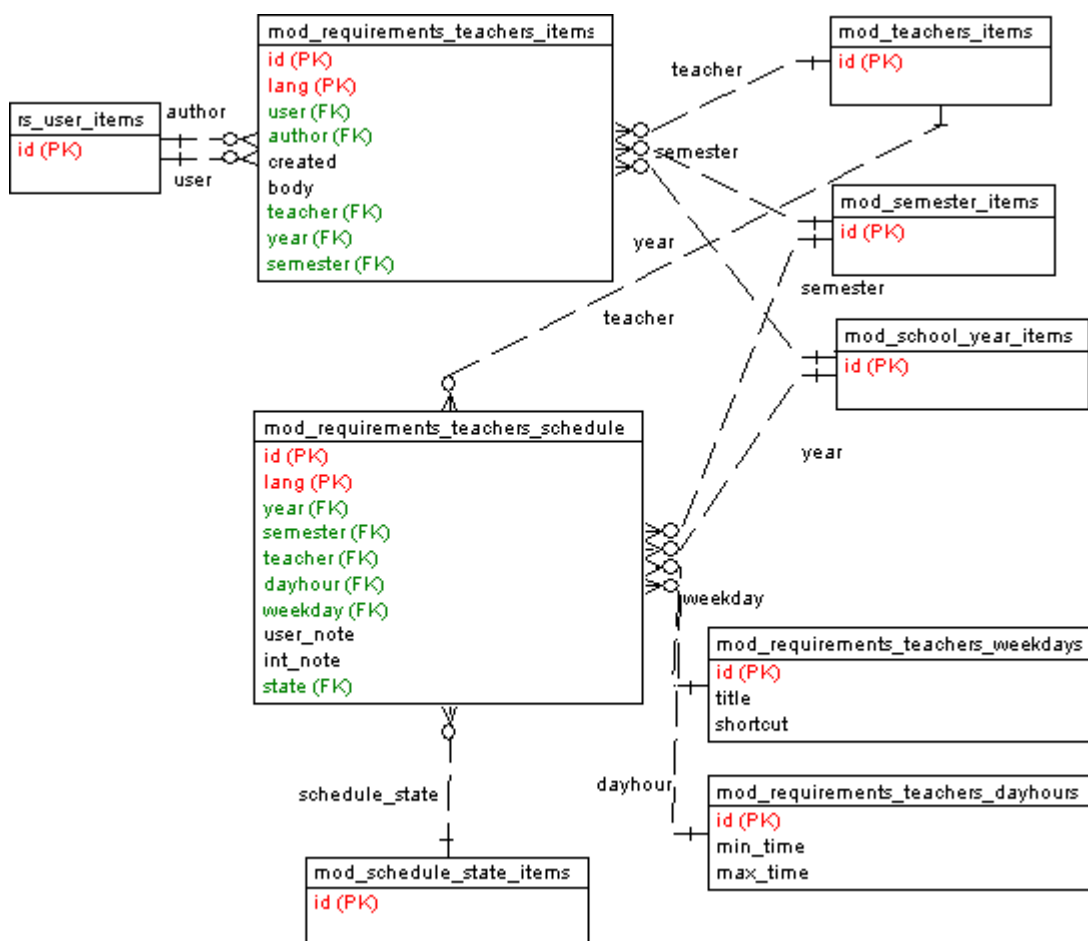 mod_requirements_teachers_items
id (PK)
lang (PK)
user (FK)
author (FK)
created
body
teacher (FK)
year (FK)
semester (FK)
mod_teachers_items
id (PK)
teacher
author
rs_user_items
id (PK)
user
semester
mod_semester_items
id (PK)
year
semester
teacher
mod_school_year_items
id (PK)
year
mod_requirements_teachers_schedule
id (PK)
lang (PK)
year (FK)
semester (FK)
teacher (FK)
dayhour (FK)
weekday (FK)
user_note
int_note
state (FK)
weekday
mod_requirements_teachers_weekdays
id (PK)
title
shortcut
dayhour
mod_requirements_teachers_dayhours
id (PK)
min_time
max_time
schedule_state
mod_schedule_state_items
id (PK)